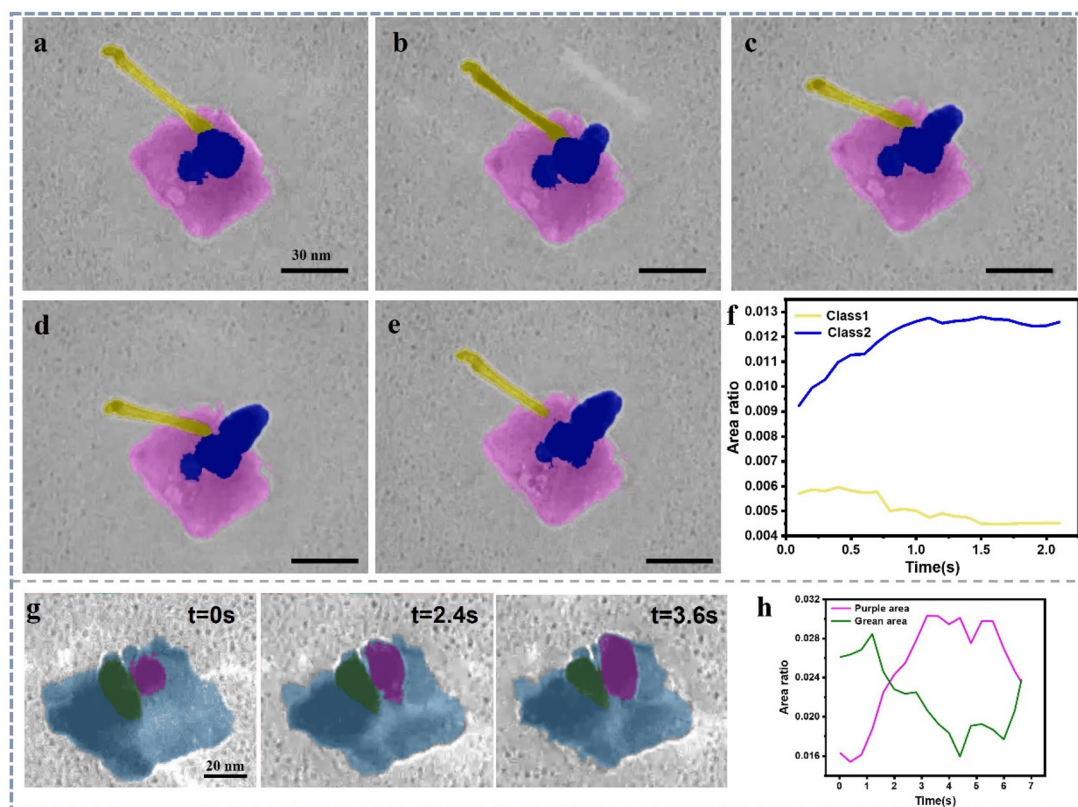 a
30 nm
b
c
d
e
f
Class1
Class2
0.013
0.012
0.011
0.010
0.009
0.008
0.007
0.006
0.005
0.004
Area ratio
0.0 0.5 1.0 1.5 2.0
Time(s)
g
t=0s
20 nm
t=2.4s
t=3.6s
h
Purple area
Grean area
0.032
0.028
0.024
0.020
0.016
Area ratio
0 1 2 3 4 5 6 7
Time(s)